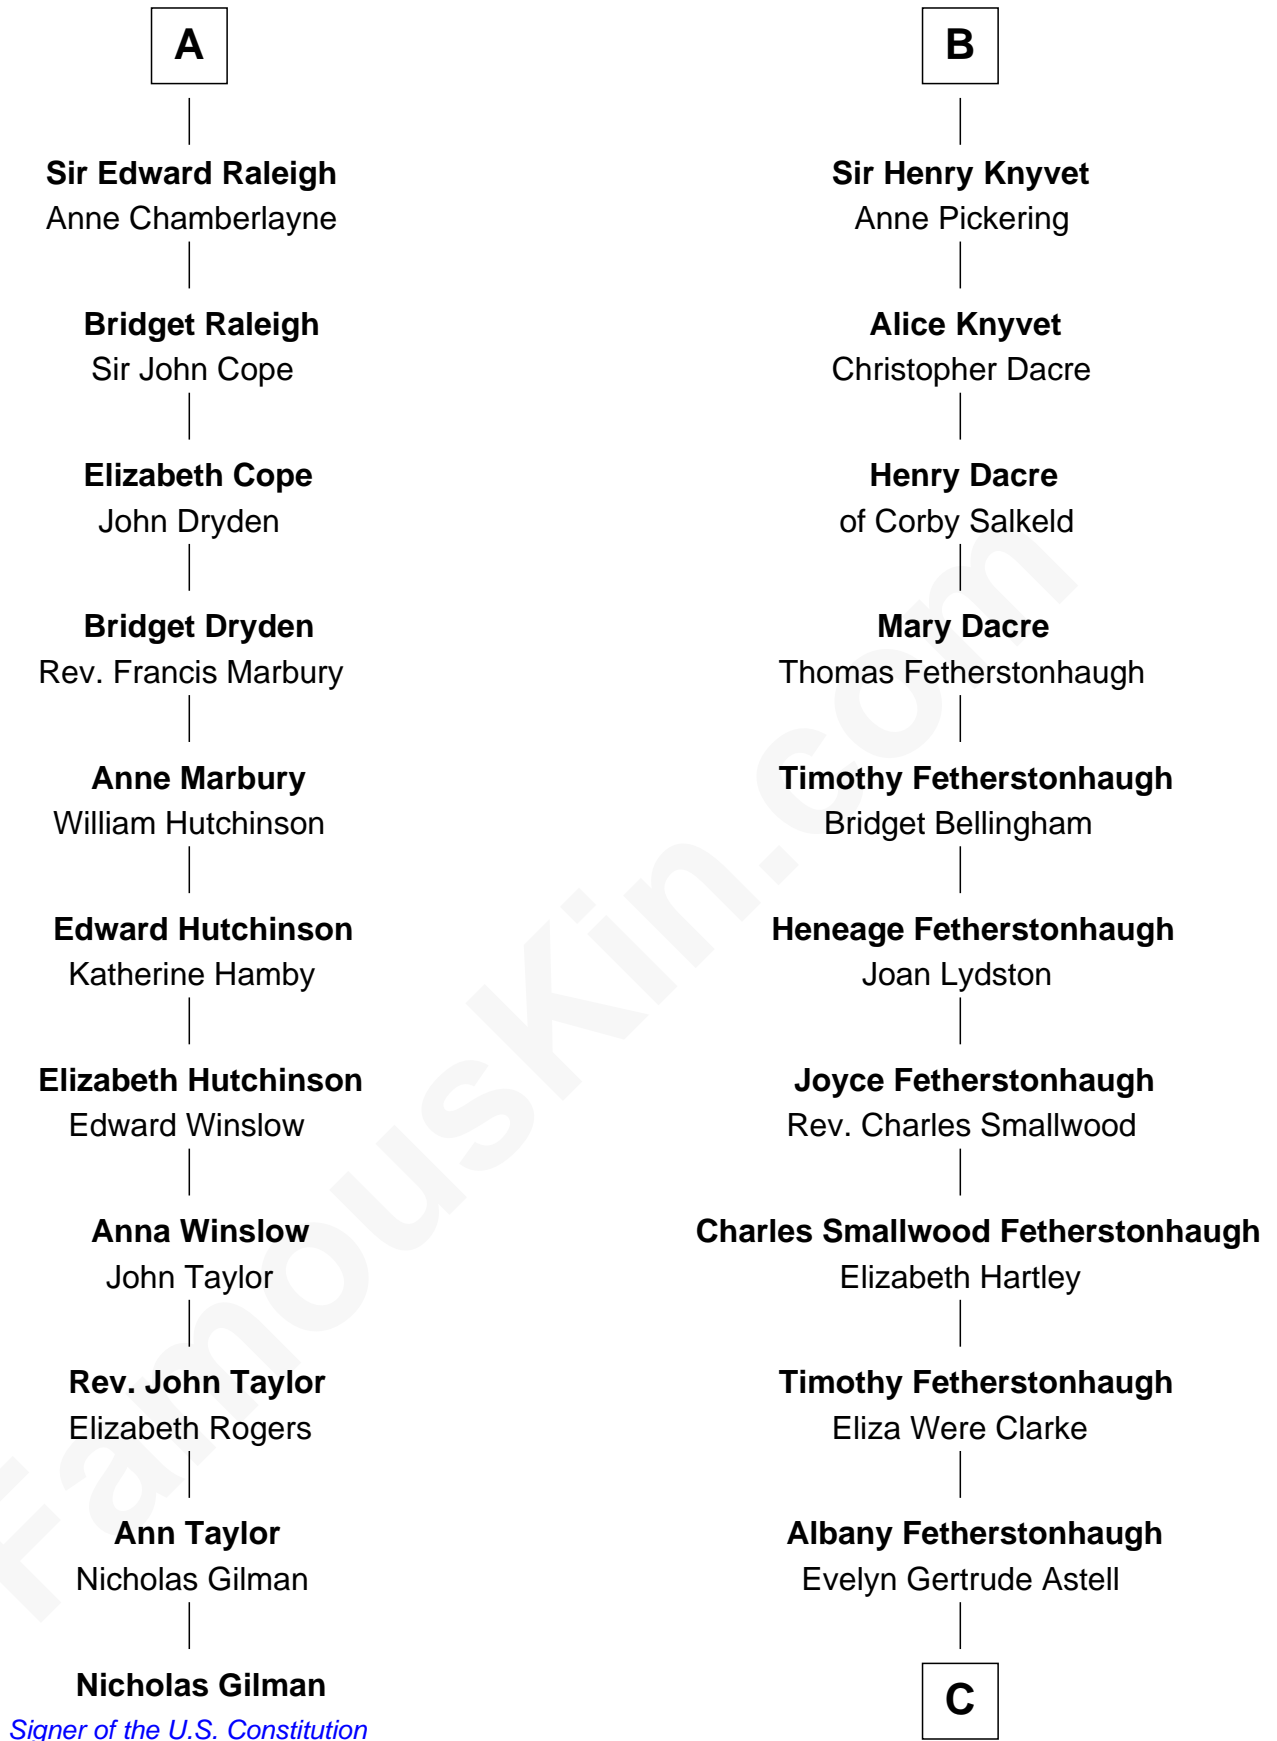 A
Sir Edward Raleigh
Anne Chamberlayne
Bridget Raleigh
Sir John Cope
Elizabeth Cope
John Dryden
Bridget Dryden
Rev. Francis Marbury
Anne Marbury
William Hutchinson
Edward Hutchinson
Katherine Hamby
Elizabeth Hutchinson
Edward Winslow
Anna Winslow
John Taylor
Rev. John Taylor
Elizabeth Rogers
Ann Taylor
Nicholas Gilman
Nicholas Gilman
Signer of the U.S. Constitution
B
Sir Henry Knyvet
Anne Pickering
Alice Knyvet
Christopher Dacre
Henry Dacre
of Corby Salkeld
Mary Dacre
Thomas Fetherstonhaugh
Timothy Fetherstonhaugh
Bridget Bellingham
Heneage Fetherstonhaugh
Joan Lydston
Joyce Fetherstonhaugh
Rev. Charles Smallwood
Charles Smallwood Fetherstonhaugh
Elizabeth Hartley
Timothy Fetherstonhaugh
Eliza Were Clarke
Albany Fetherstonhaugh
Evelyn Gertrude Astell
C
FamousKin.com